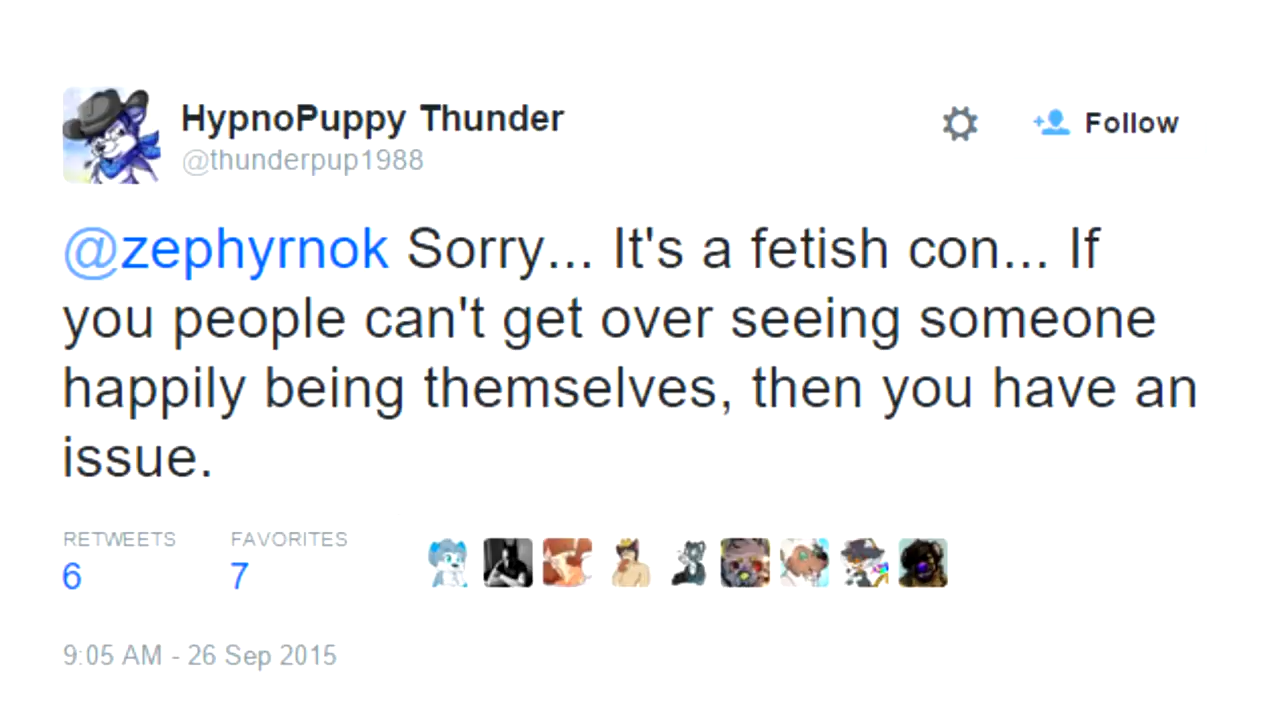 HypnoPuppy Thunder
@thunderpup1988
Follow
@zephyrnok Sorry... It's a fetish con... If
you people can't get over seeing someone
happily being themselves, then you have an
issue.
RETWEETS FAVORITES
6 7
9:05 AM - 26 Sep 2015